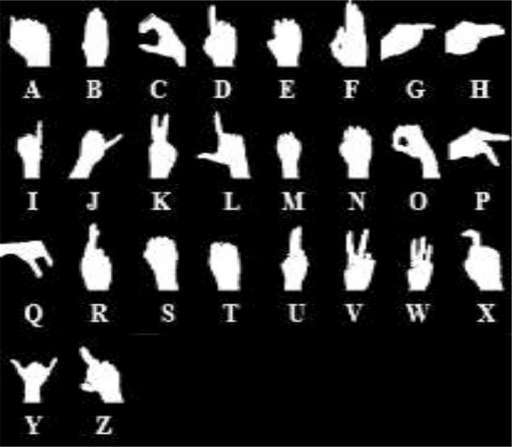 A B C D E F G H
I J K L M N O P
Q R S T U V W X
Y Z